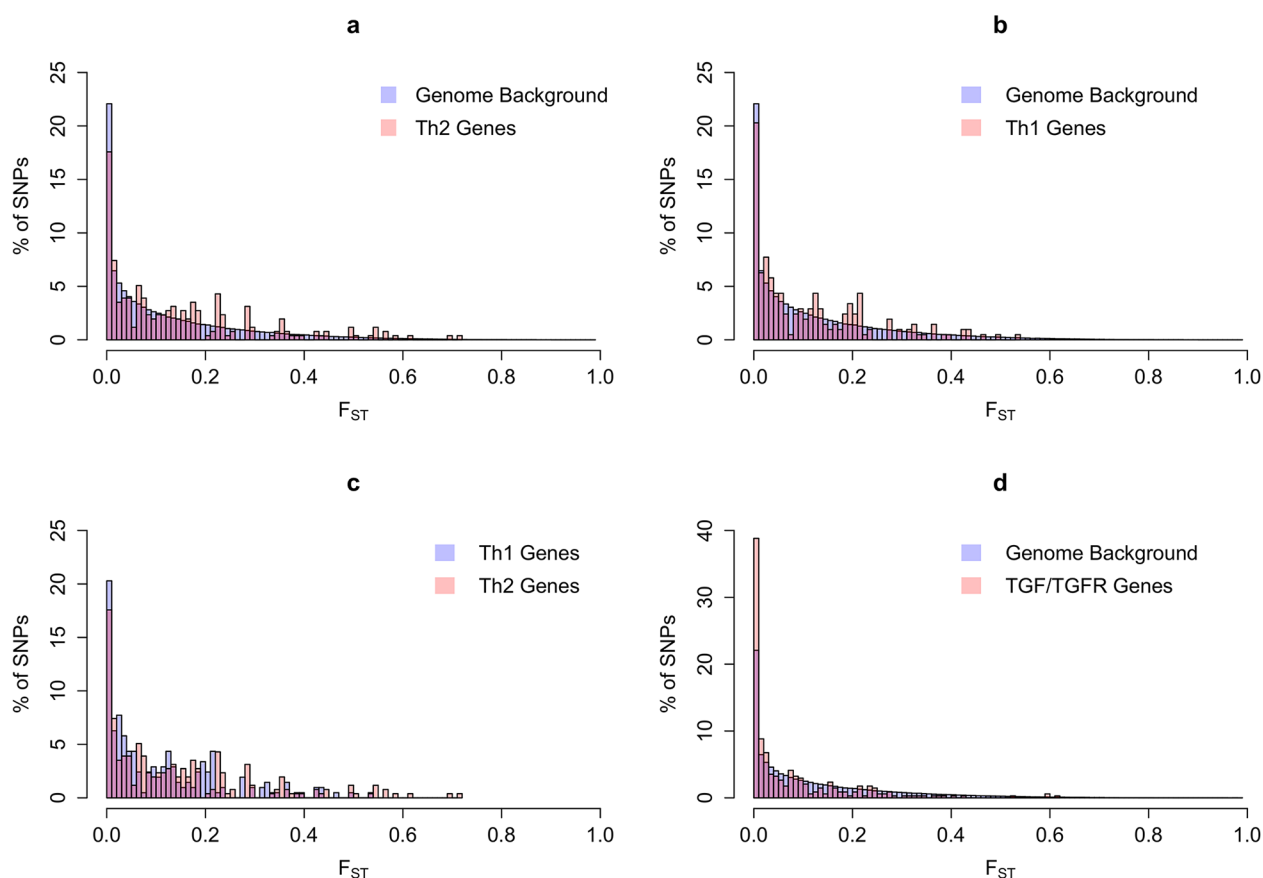 a
25
20
15
10
5
0
% of SNPs
Genome Background
Th2 Genes
0.0 0.2 0.4 0.6 0.8 1.0
FST
b
25
20
15
10
5
0
% of SNPs
Genome Background
Th1 Genes
0.0 0.2 0.4 0.6 0.8 1.0
FST
c
25
20
15
10
5
0
% of SNPs
Th1 Genes
Th2 Genes
0.0 0.2 0.4 0.6 0.8 1.0
FST
d
40
30
20
10
0
% of SNPs
Genome Background
TGF/TGFR Genes
0.0 0.2 0.4 0.6 0.8 1.0
FST